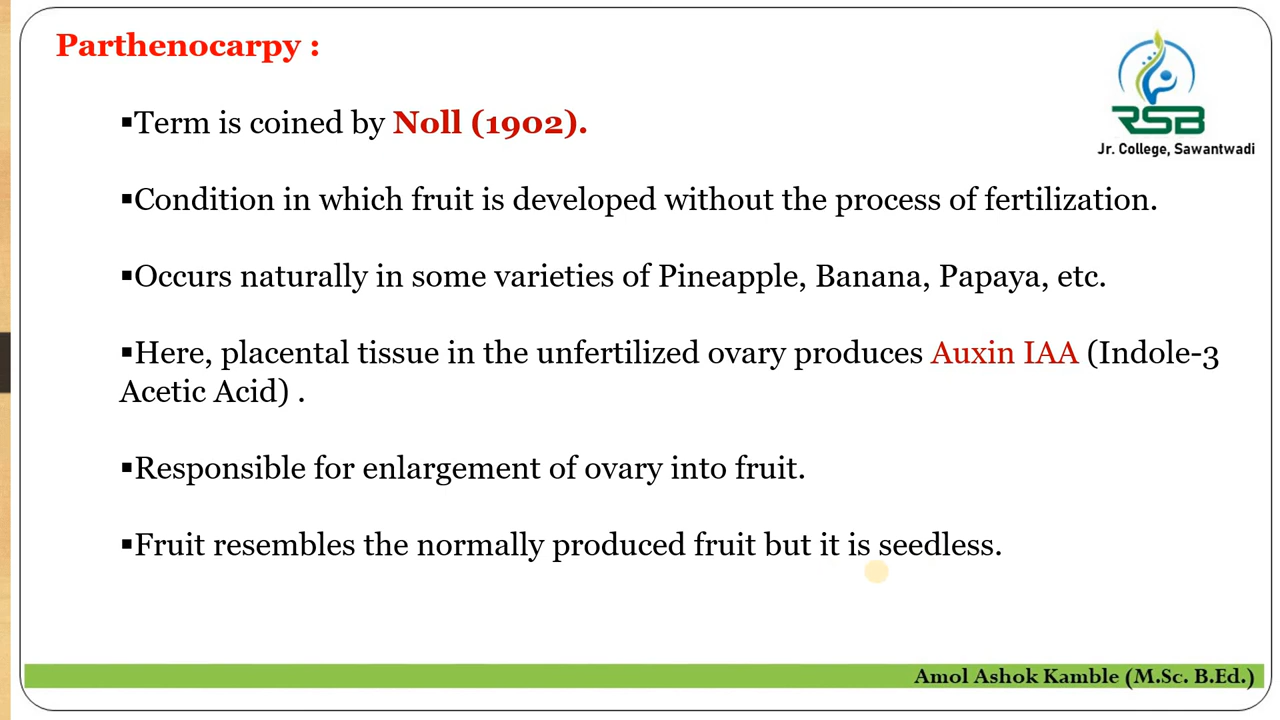 Parthenocarpy :
RSB
Jr. College, Sawantwadi
▪Term is coined by Noll (1902).
▪Condition in which fruit is developed without the process of fertilization.
▪Occurs naturally in some varieties of Pineapple, Banana, Papaya, etc.
▪Here, placental tissue in the unfertilized ovary produces Auxin IAA (Indole-3
Acetic Acid) .
▪Responsible for enlargement of ovary into fruit.
▪Fruit resembles the normally produced fruit but it is seedless.
Amol Ashok Kamble (M.Sc. B.Ed.)